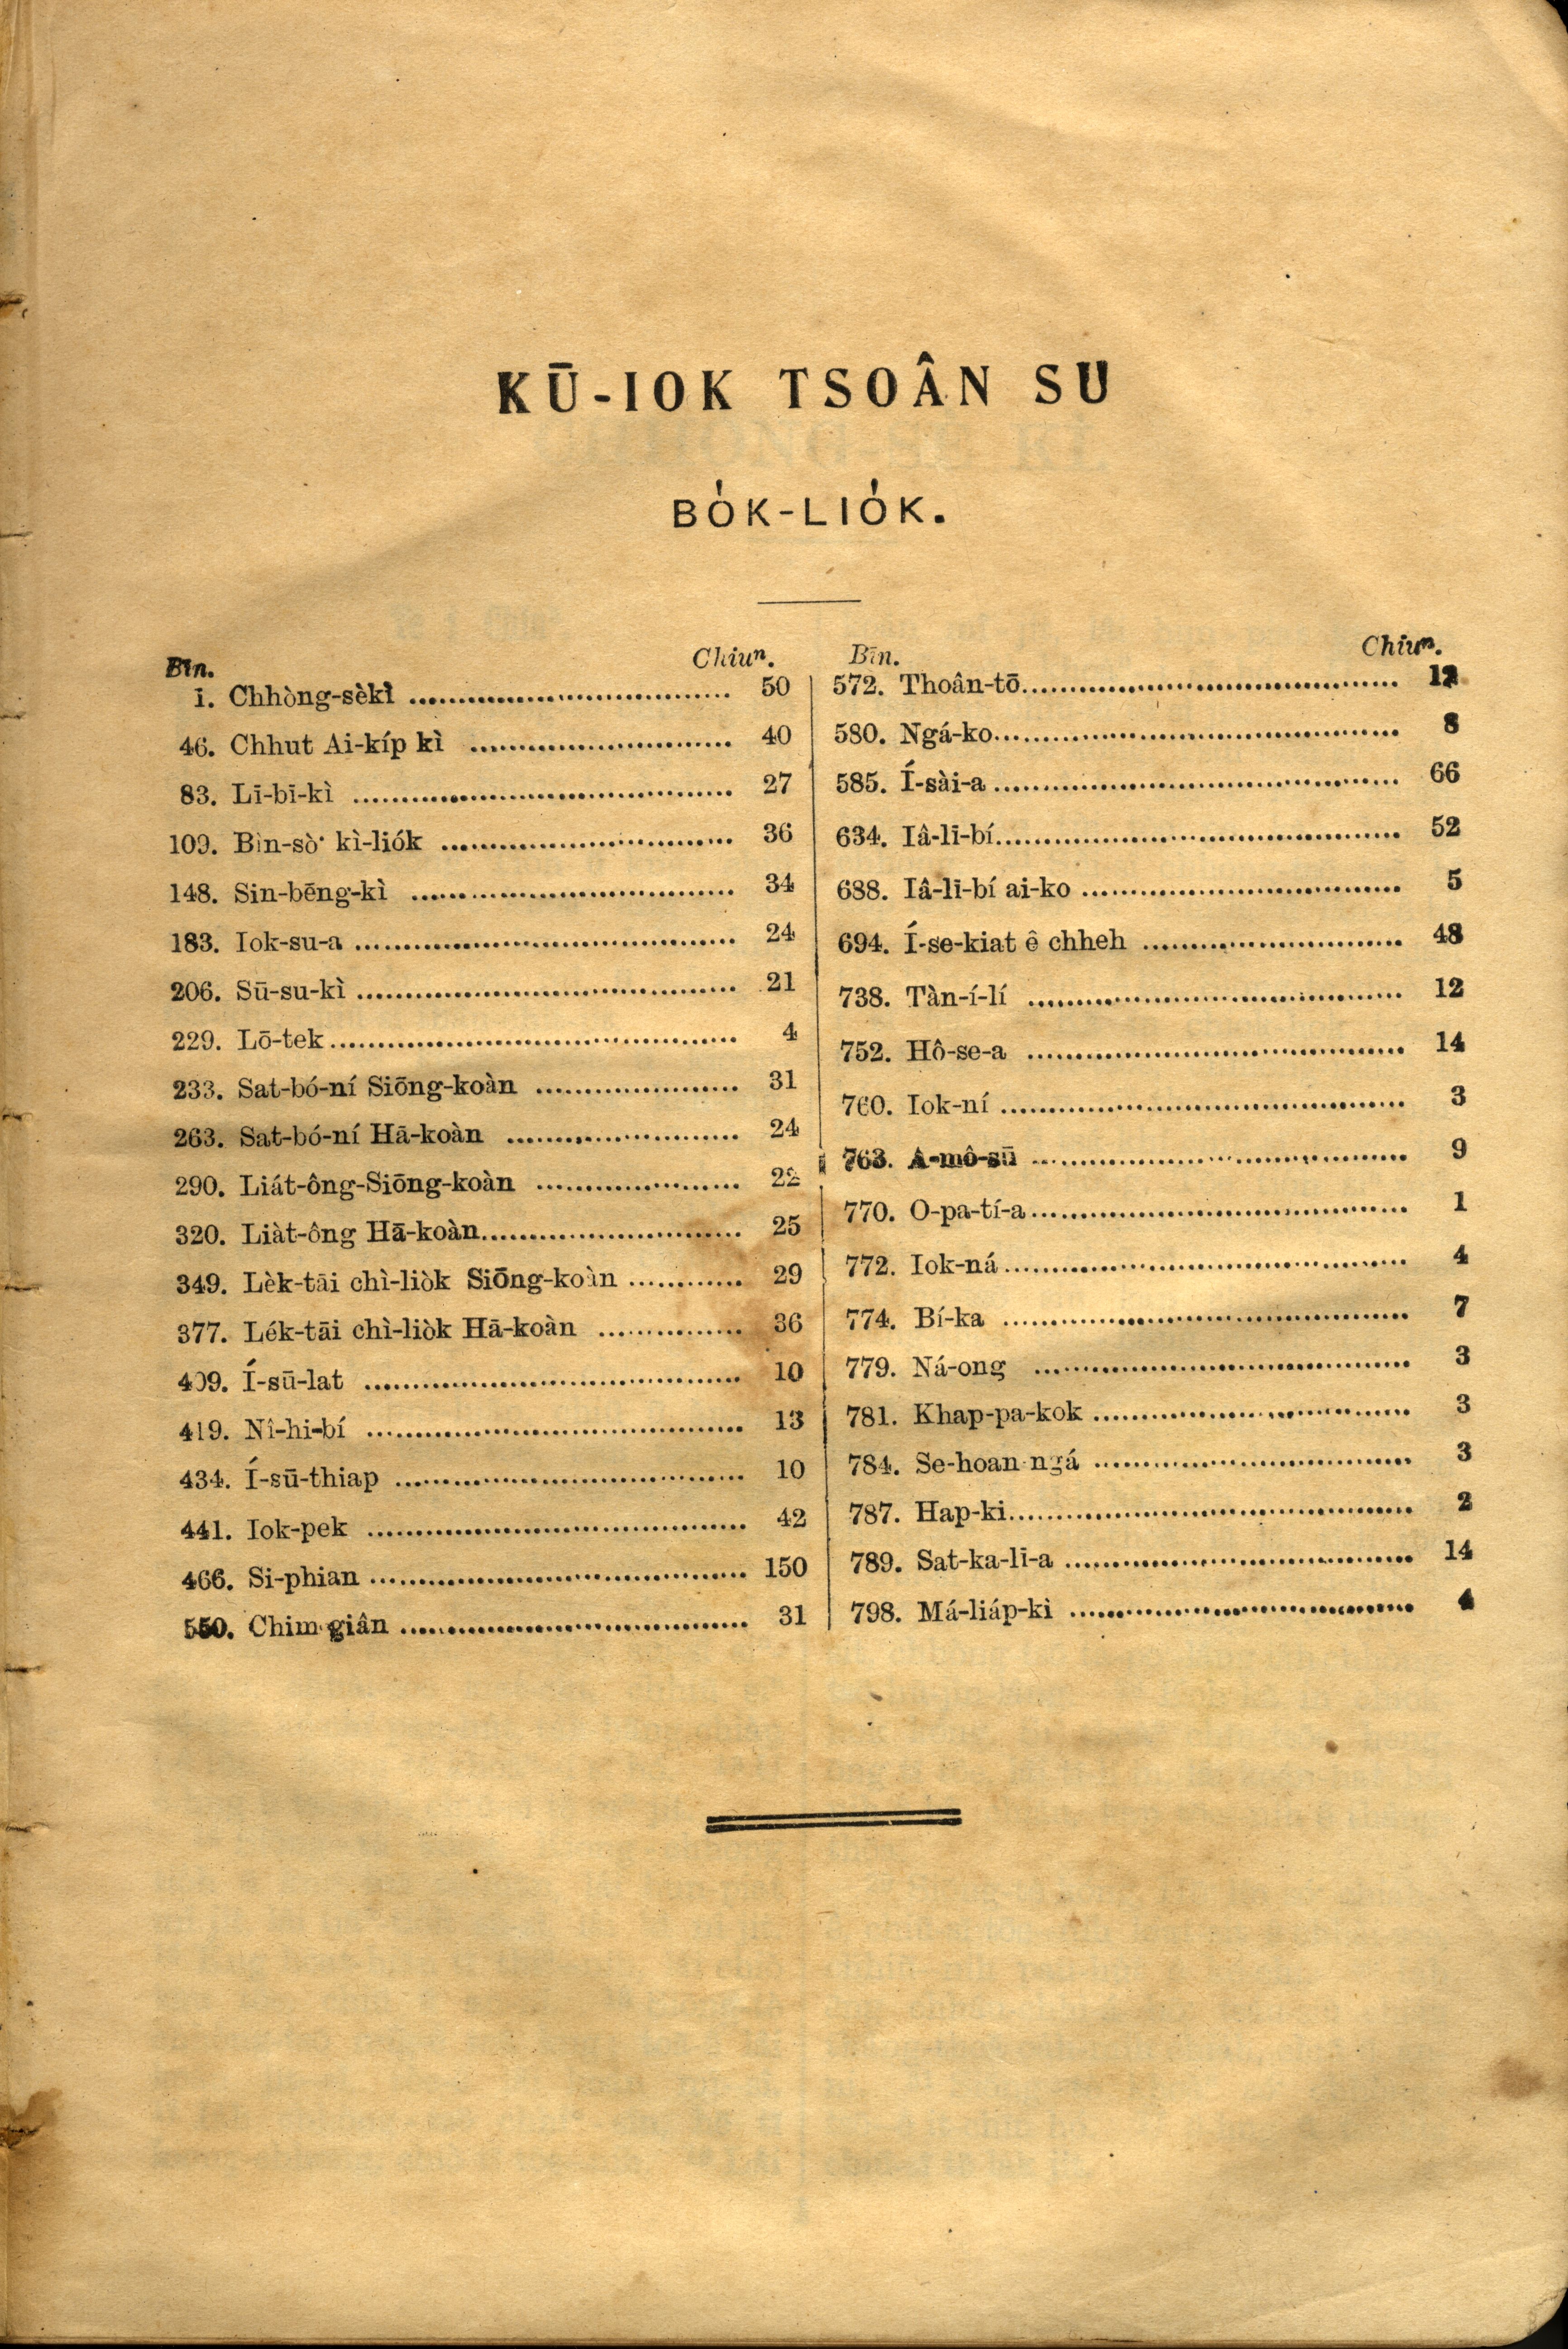 KŪ-IOK TSOÂN SU
BO̍K-LIO̍K.
Bīn. Chiuⁿ.
1. Chhòng-sèkì 50
46. Chhut Ai-kíp kì 40
83. Lī-bī-kì 27
109. Bîn-sò͘ kì-liók 36
148. Sin-bēng-kì 34
183. Iok-su-a 24
206. Sū-su-kì 21
229. Lō-tek 4
233. Sat-bó-ní Siōng-koàn 31
263. Sat-bó-ní Hā-koàn 24
290. Liát-ông-Siōng-koàn 22
320. Liàt-ông Hā-koàn 25
349. Lèk-tāi chì-liòk Siōng-koàn 29
377. Lék-tāi chì-liòk Hā-koàn 36
409. Í-sū-lat 10
419. Nî-hi-bí 13
434. Í-sū-thiap 10
441. Iok-pek 42
466. Si-phian 150
550. Chim-giân 31
Bīn. Chiuⁿ.
572. Thoân-tō 12
580. Ngá-ko 8
585. Í-sài-a 66
634. Iâ-lī-bí 52
688. Iâ-lī-bí ai-ko 5
694. Í-se-kiat ê chheh 48
738. Tàn-í-lí 12
752. Hô-se-a 14
760. Iok-ní 3
763. A-mô-sū 9
770. O-pa-tí-a 1
772. Iok-ná 4
774. Bí-ka 7
779. Ná-ong 3
781. Khap-pa-kok 3
784. Se-hoan-ngá 3
787. Hap-ki 2
789. Sat-ka-lī-a 14
798. Má-liáp-kì 4